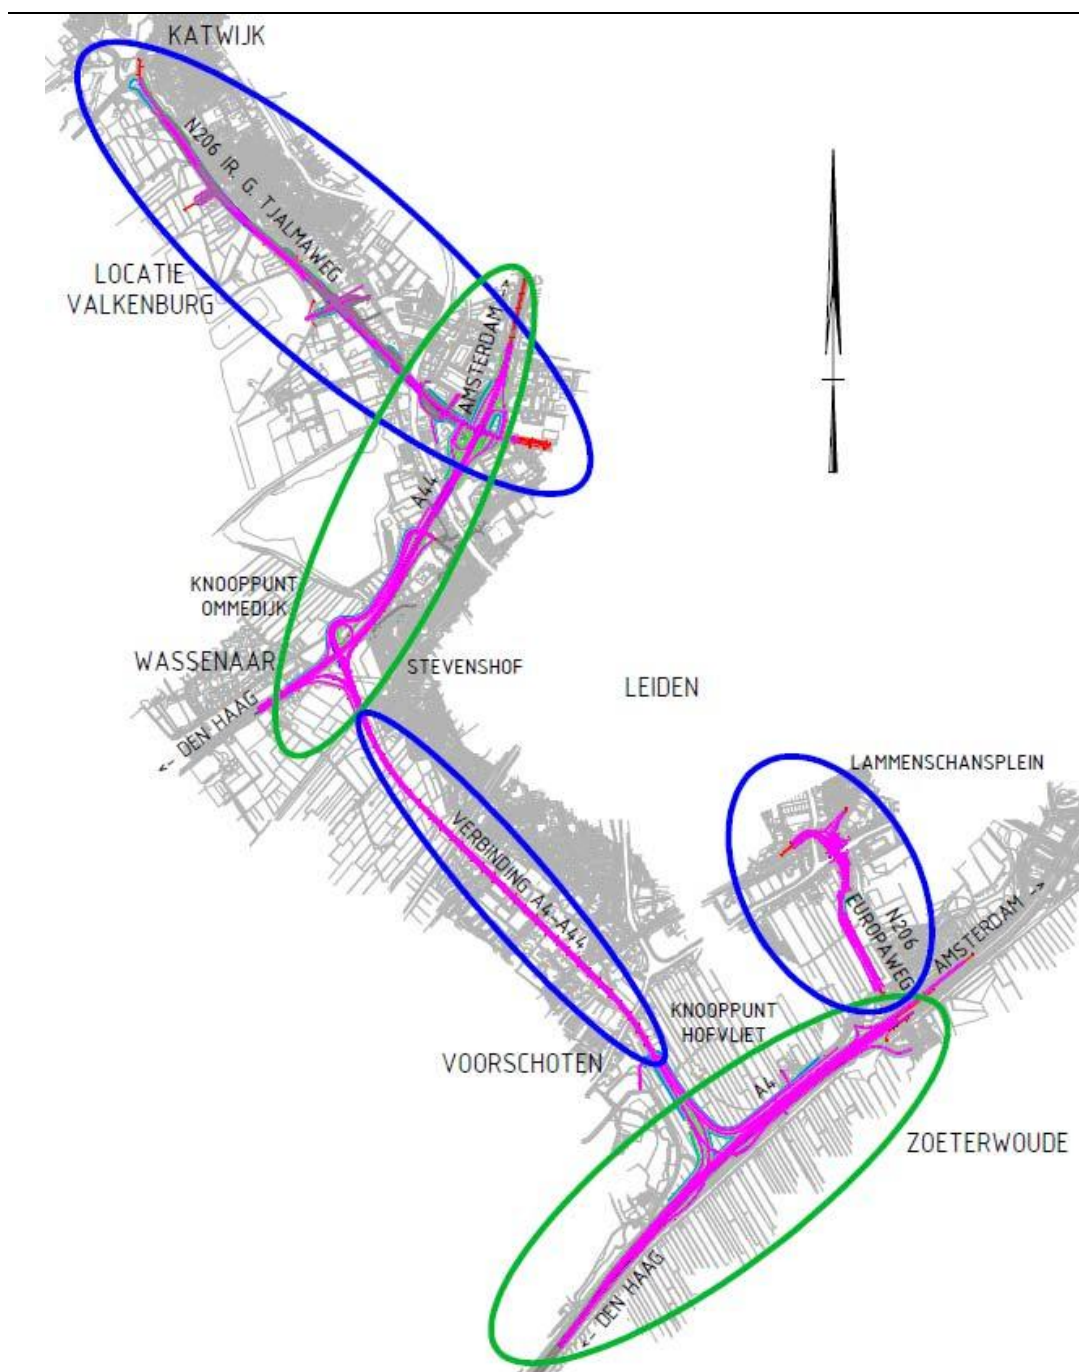 KATWIJK
N206 IR. G. TJALMAWEG
LOCATIE
VALKENBURG
AMSTERDAM ->
A44
KNOOPPUNT
OMMEDIJK
WASSENAAR
STEVENSHOF
<- DEN HAAG
LEIDEN
LAMMENSCHANSPLEIN
VERBINDING A4-A44
N206
EUROPAWEG
AMSTERDAM ->
KNOOPPUNT
HOFVLIET
VOORSCHOTEN
A4
ZOETERWOUDE
<- DEN HAAG